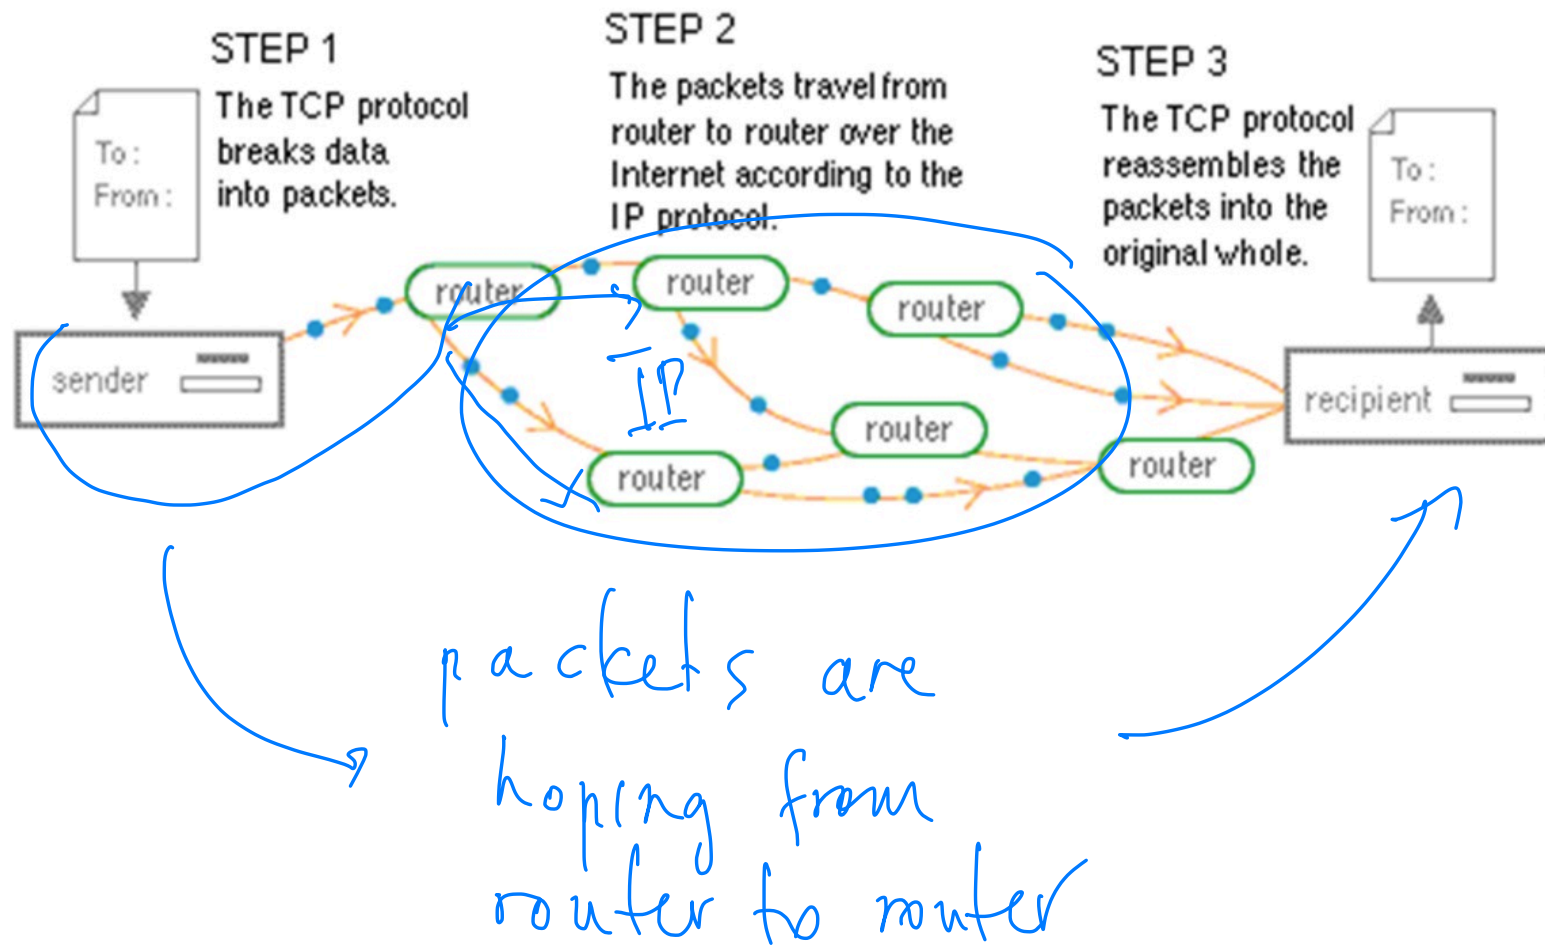 STEP 1
The TCP protocol
breaks data
into packets.
To :
From :
STEP 2
The packets travel from
router to router over the
Internet according to the
IP protocol.
STEP 3
The TCP protocol
reassembles the
packets into the
original whole.
To :
From :
router
router
router
sender
IP
recipient
router
router
router
packets are
hoping from
router to router